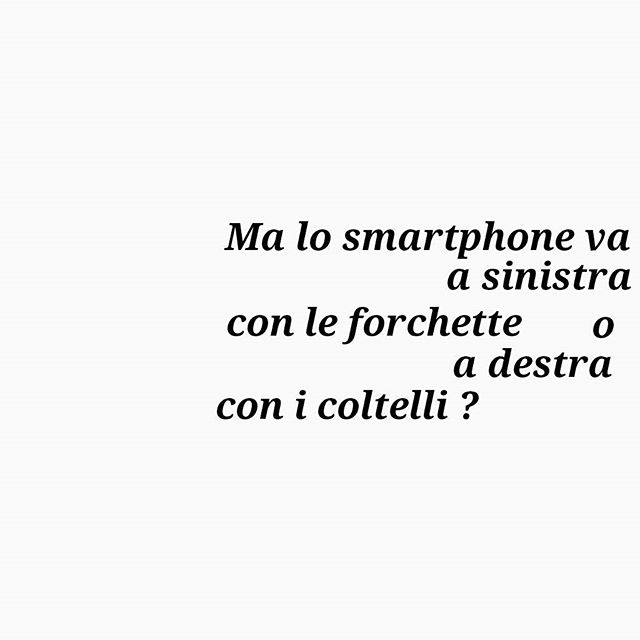 Ma lo smartphone va
a sinistra
con le forchette o
a destra
con i coltelli ?